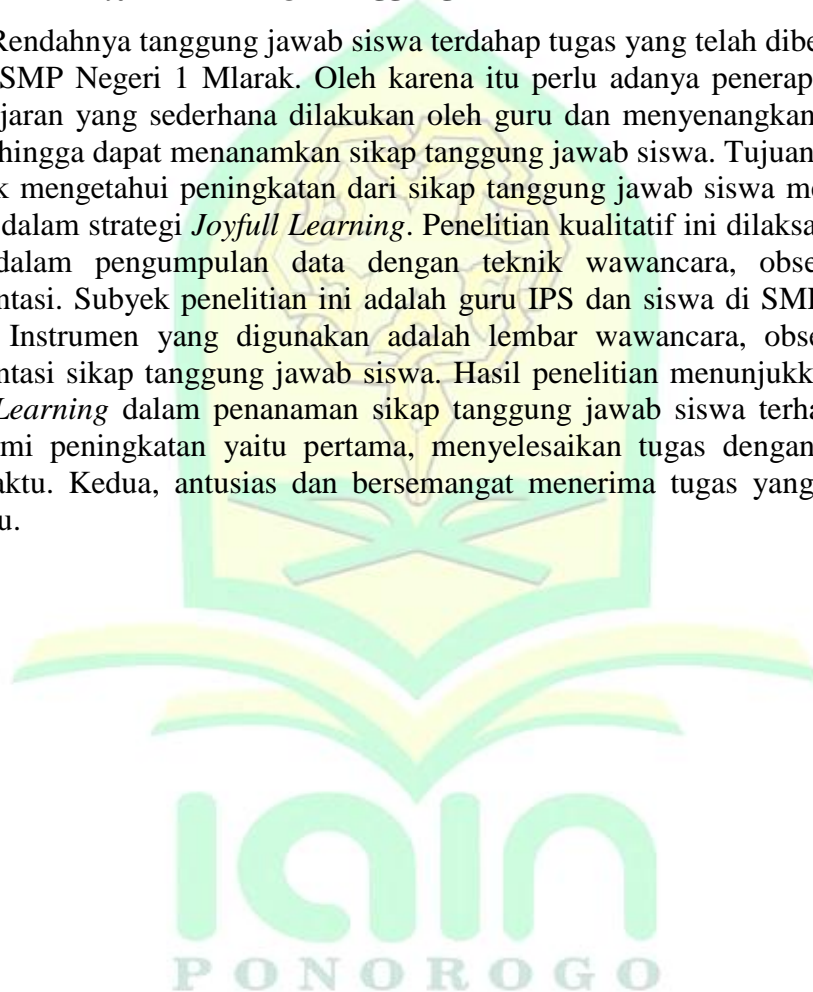 Rendahnya tanggung jawab siswa terdahap tugas yang telah dibe
SMP Negeri 1 Mlarak. Oleh karena itu perlu adanya penerap
jaran yang sederhana dilakukan oleh guru dan menyenangkan
hingga dapat menanamkan sikap tanggung jawab siswa. Tujuan
k mengetahui peningkatan dari sikap tanggung jawab siswa me
dalam strategi Joyfull Learning. Penelitian kualitatif ini dilaksa
dalam pengumpulan data dengan teknik wawancara, obse
ntasi. Subyek penelitian ini adalah guru IPS dan siswa di SMP
Instrumen yang digunakan adalah lembar wawancara, obse
ntasi sikap tanggung jawab siswa. Hasil penelitian menunjukk
Learning dalam penanaman sikap tanggung jawab siswa terha
mi peningkatan yaitu pertama, menyelesaikan tugas dengan
aktu. Kedua, antusias dan bersemangat menerima tugas yang
u.
IAIN
PONOROGO